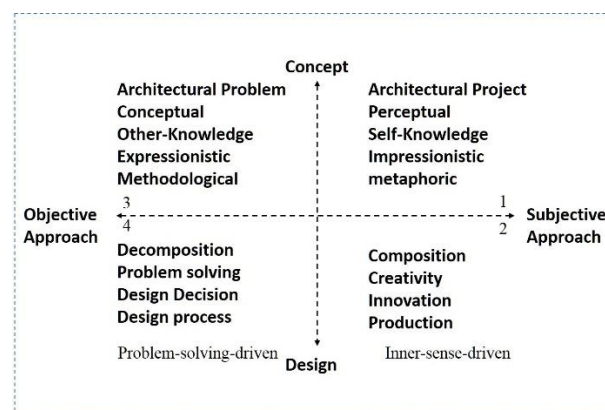 Concept
Architectural Problem
Conceptual
Other-Knowledge
Expressionistic
Methodological
Architectural Project
Perceptual
Self-Knowledge
Impressionistic
metaphoric
3
1
Objective
Approach
4
2
Subjective
Approach
Decomposition
Problem solving
Design Decision
Design process
Composition
Creativity
Innovation
Production
Problem-solving-driven
Design
Inner-sense-driven